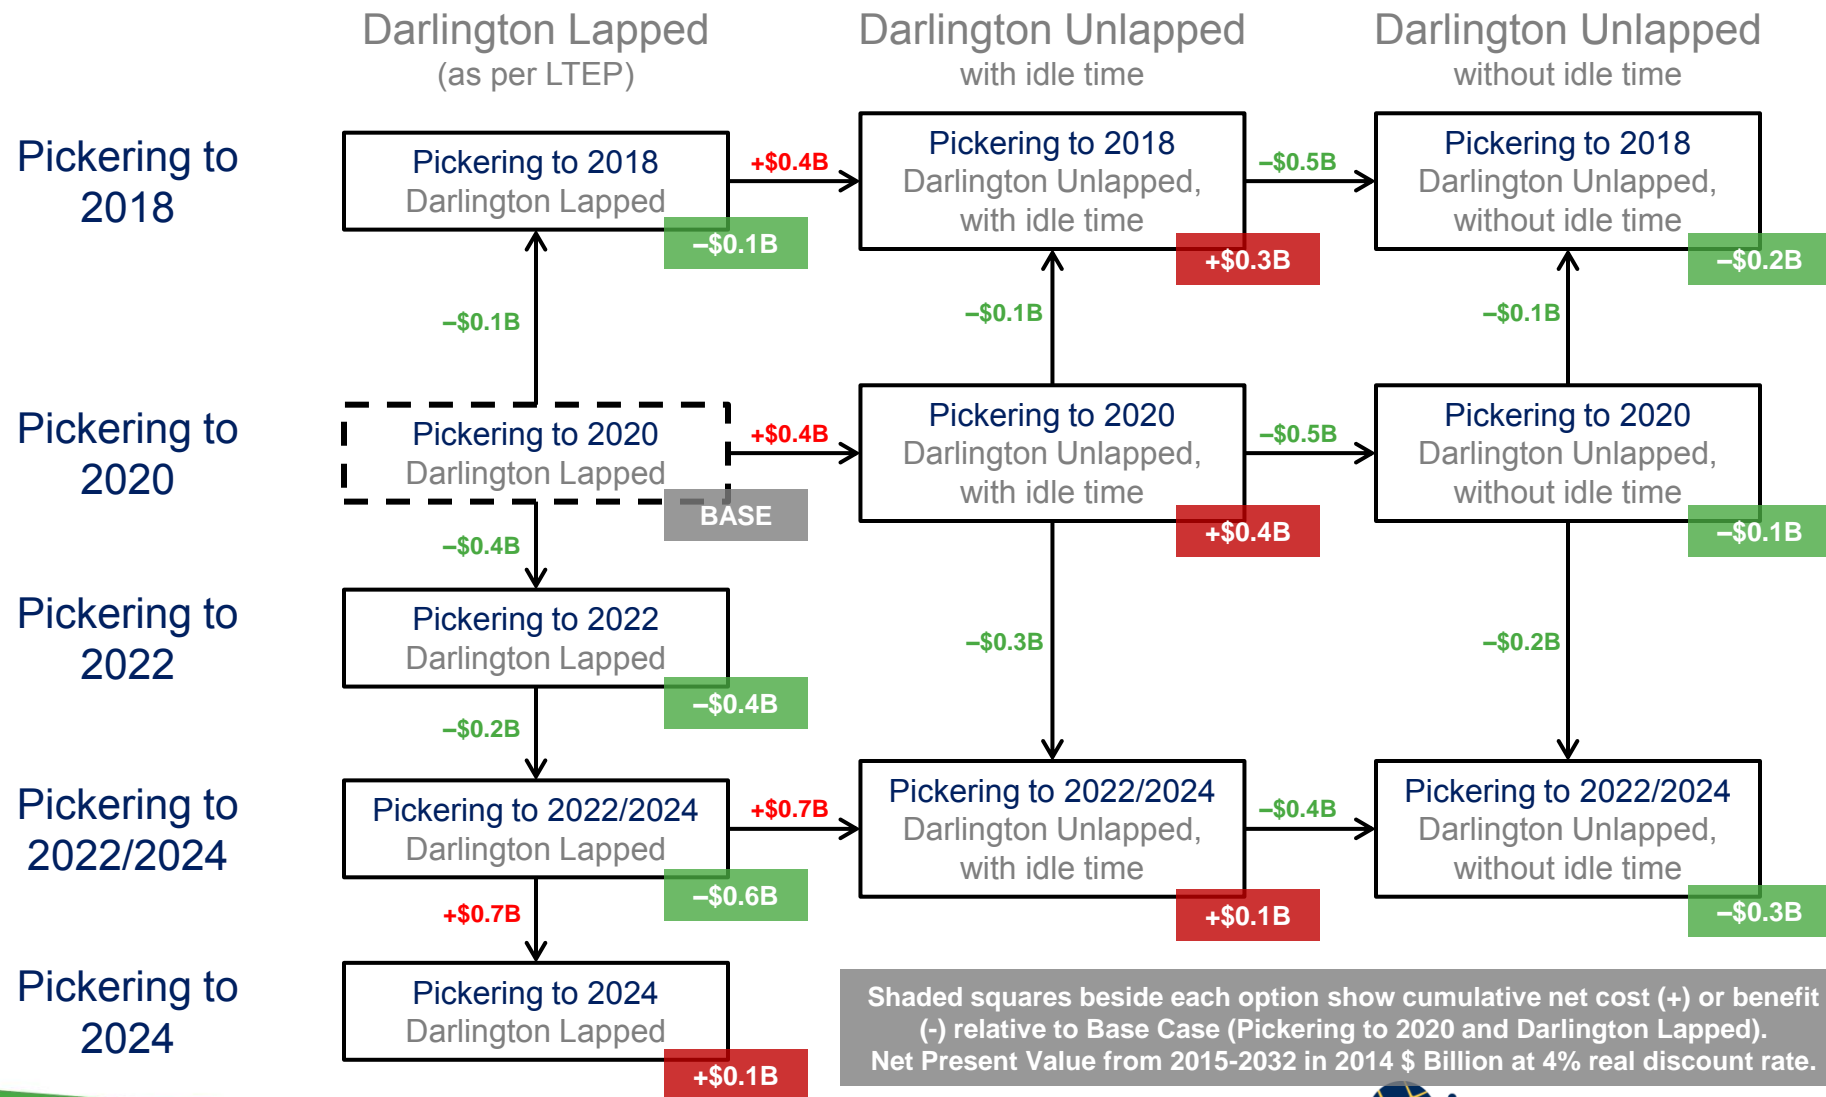 Darlington Lapped
(as per LTEP)
Darlington Unlapped
with idle time
Darlington Unlapped
without idle time
Pickering to
2018
Pickering to 2018
Darlington Lapped
–$0.1B
+$0.4B
Pickering to 2018
Darlington Unlapped,
with idle time
+$0.3B
–$0.5B
Pickering to 2018
Darlington Unlapped,
without idle time
–$0.2B
–$0.1B
–$0.1B
–$0.1B
Pickering to
2020
Pickering to 2020
Darlington Lapped
BASE
+$0.4B
Pickering to 2020
Darlington Unlapped,
with idle time
+$0.4B
–$0.5B
Pickering to 2020
Darlington Unlapped,
without idle time
–$0.1B
–$0.4B
Pickering to
2022
Pickering to 2022
Darlington Lapped
–$0.4B
–$0.3B
–$0.2B
–$0.2B
Pickering to
2022/2024
Pickering to 2022/2024
Darlington Lapped
–$0.6B
+$0.7B
Pickering to 2022/2024
Darlington Unlapped,
with idle time
+$0.1B
–$0.4B
Pickering to 2022/2024
Darlington Unlapped,
without idle time
–$0.3B
+$0.7B
Pickering to
2024
Pickering to 2024
Darlington Lapped
+$0.1B
Shaded squares beside each option show cumulative net cost (+) or benefit
(-) relative to Base Case (Pickering to 2020 and Darlington Lapped).
Net Present Value from 2015-2032 in 2014 $ Billion at 4% real discount rate.